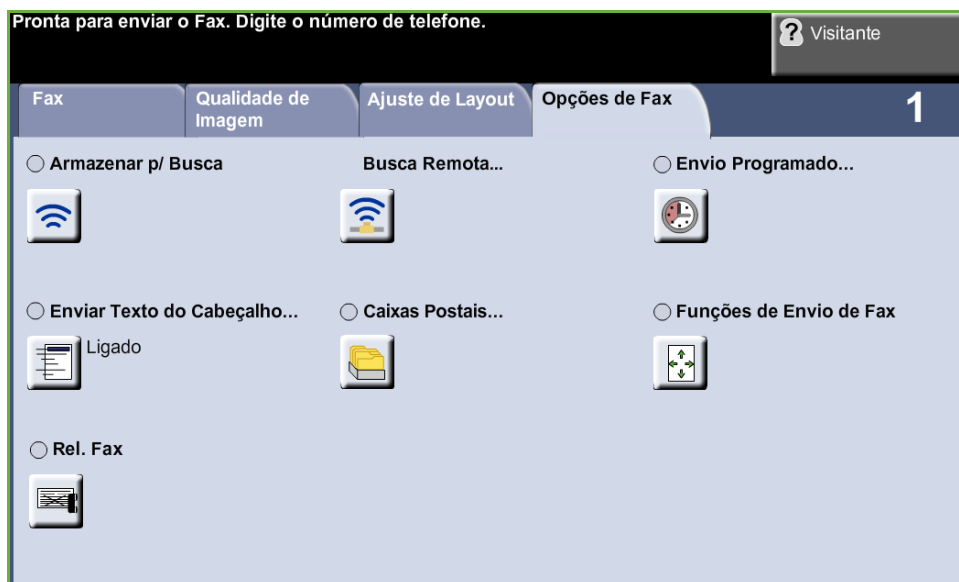 Pronta para enviar o Fax. Digite o número de telefone.
? Visitante
Fax
Qualidade de
Imagem
Ajuste de Layout
Opções de Fax
1
Armazenar p/ Busca
Busca Remota...
Envio Programado...
Enviar Texto do Cabeçalho...
Ligado
Caixas Postais...
Funções de Envio de Fax
Rel. Fax